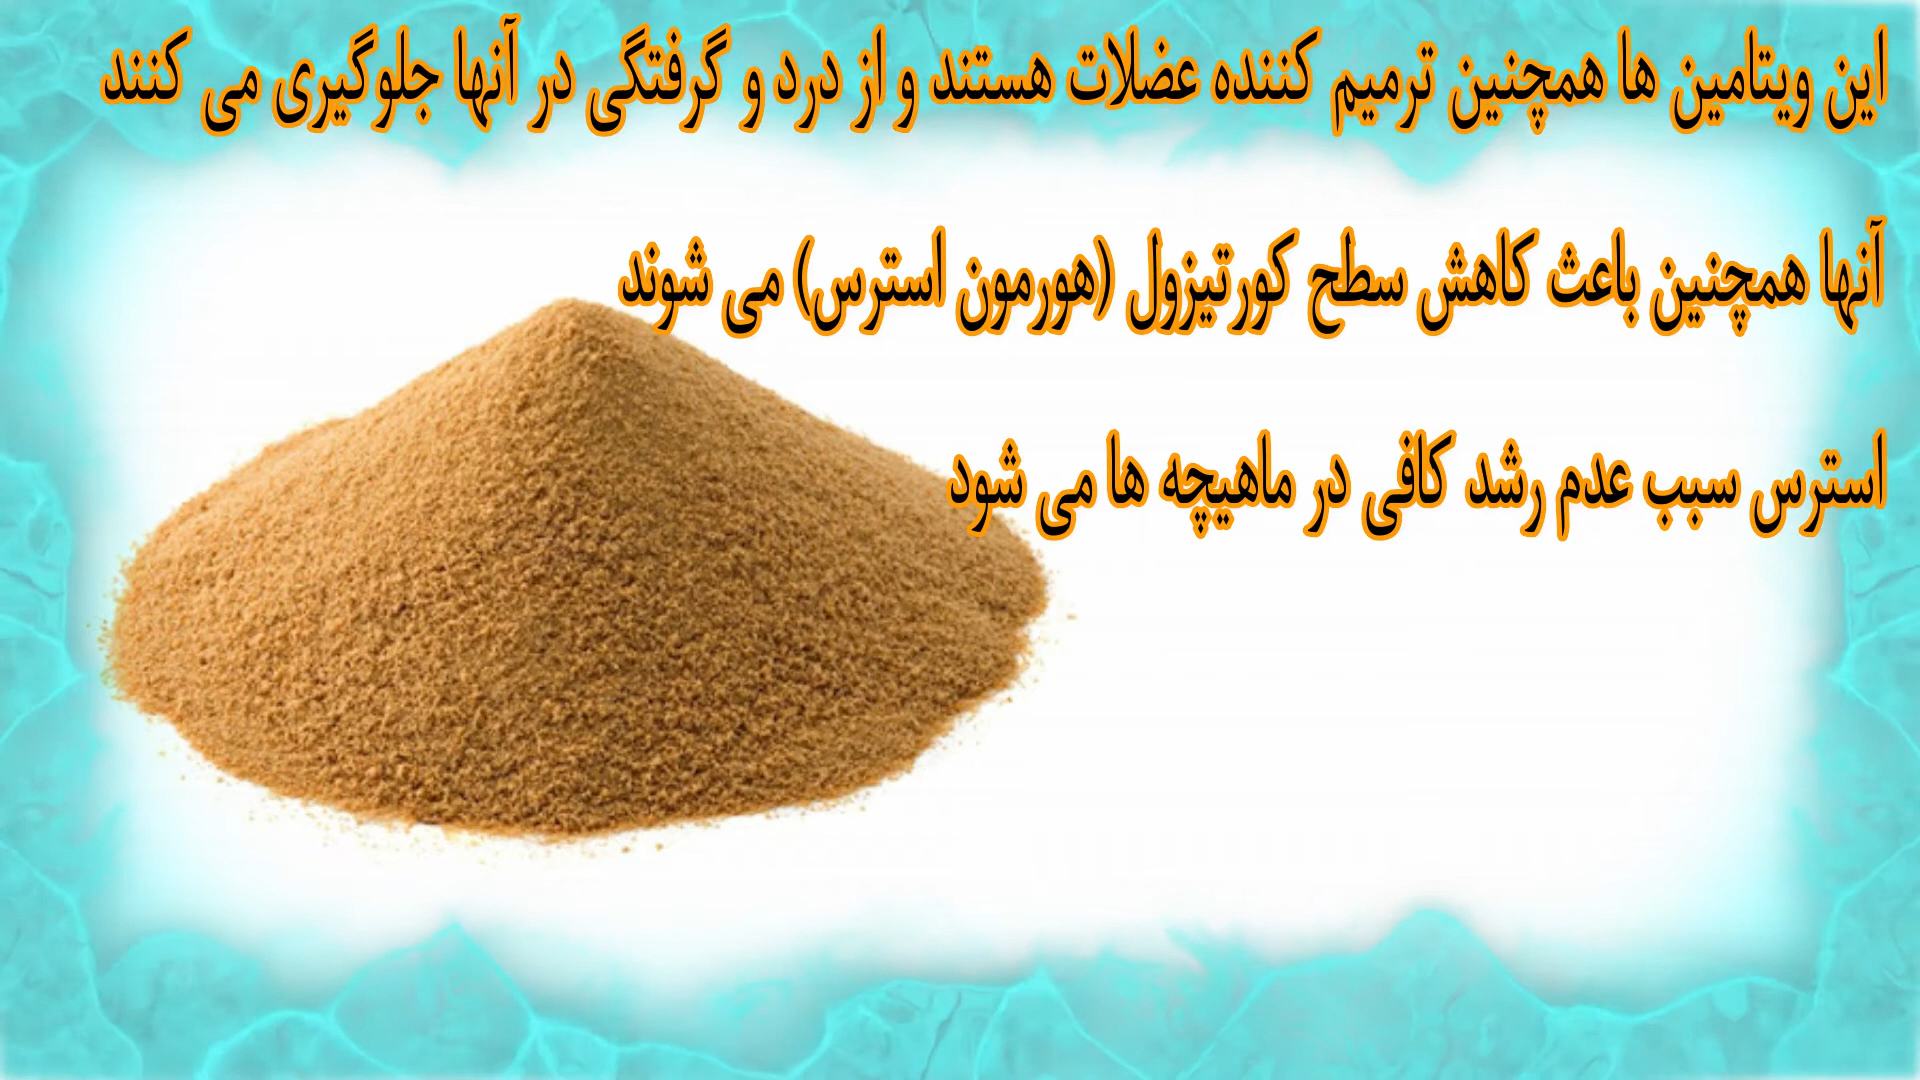 این ویتامین ها همچنین ترمیم کننده عضلات هستند و از درد و گرفتگی در آنها جلوگیری می کنند
آنها همچنین باعث کاهش سطح کورتیزول (هورمون استرس) می شوند
استرس سبب عدم رشد کافی در ماهیچه ها می شود